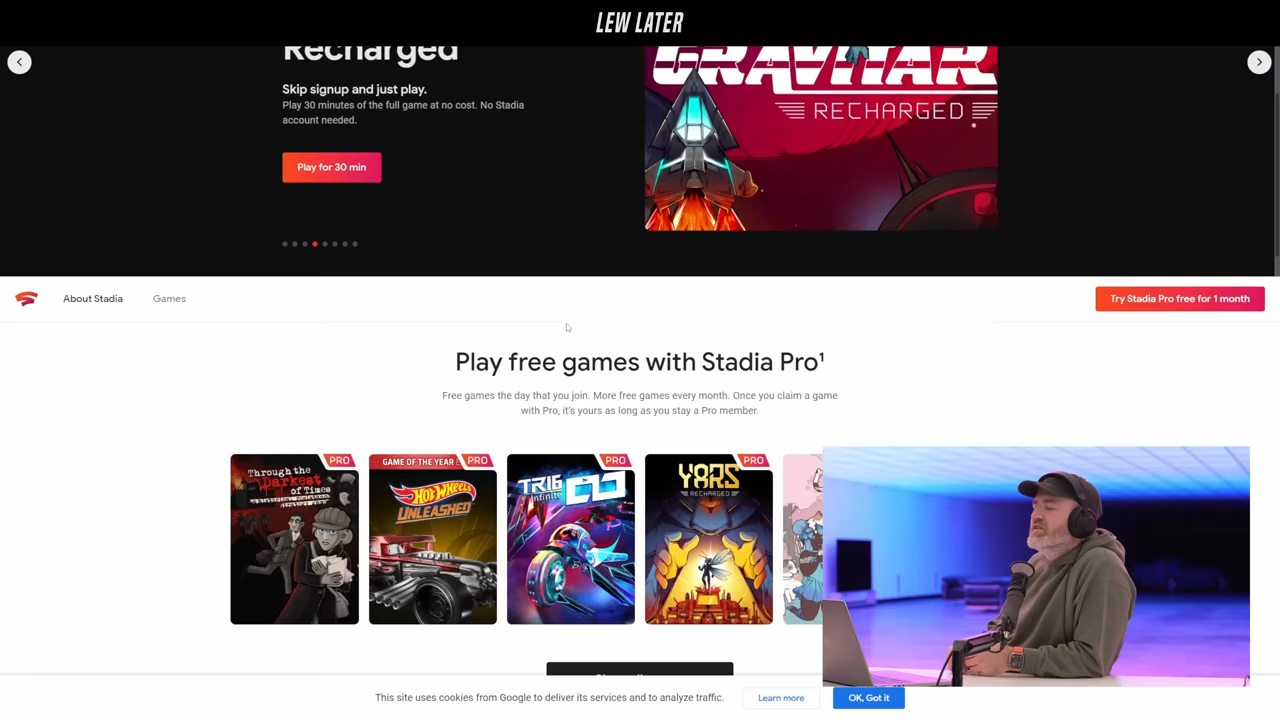 LEW LATER
Recharged
GRAVITAR
Skip signup and just play.
RECHARGED
Play 30 minutes of the full game at no cost. No Stadia
account needed.
Play for 30 min
About Stadia
Games
Try Stadia Pro free for 1 month
Play free games with Stadia Pro¹
Free games the day that you join. More free games every month. Once you claim a game
with Pro, it's yours as long as you stay a Pro member.
PRO
Through the
Darkest
of Times
GAME OF THE YEAR
PRO
HOT WHEELS
UNLEASHED
PRO
Infinite
PRO
YARS
RECHARGED
This site uses cookies from Google to deliver its services and to analyze traffic.
Learn more
OK, Got it